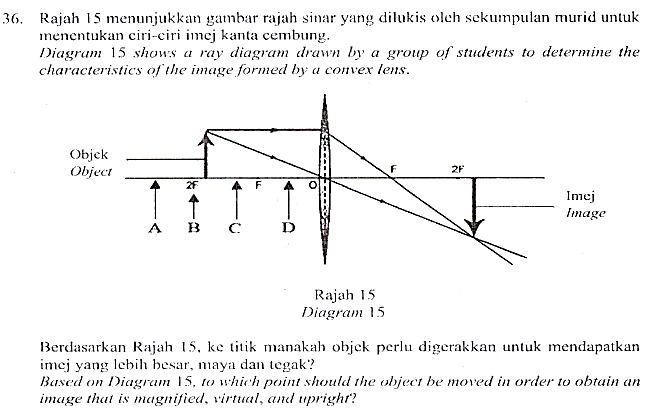 36. Rajah 15 menunjukkan gambar rajah sinar yang dilukis oleh sekumpulan murid untuk
menentukan ciri-ciri imej kanta cembung.
Diagram 15 shows a ray diagram drawn by a group of students to determine the
characteristics of the image formed by a convex lens.
Objek
Object
F
2F
2F
F
O
Imej
Image
A
B
C
D
Rajah 15
Diagram 15
Berdasarkan Rajah 15, ke titik manakah objek perlu digerakkan untuk mendapatkan
imej yang lebih besar, maya dan tegak?
Based on Diagram 15, to which point should the object be moved in order to obtain an
image that is magnified, virtual, and upright?